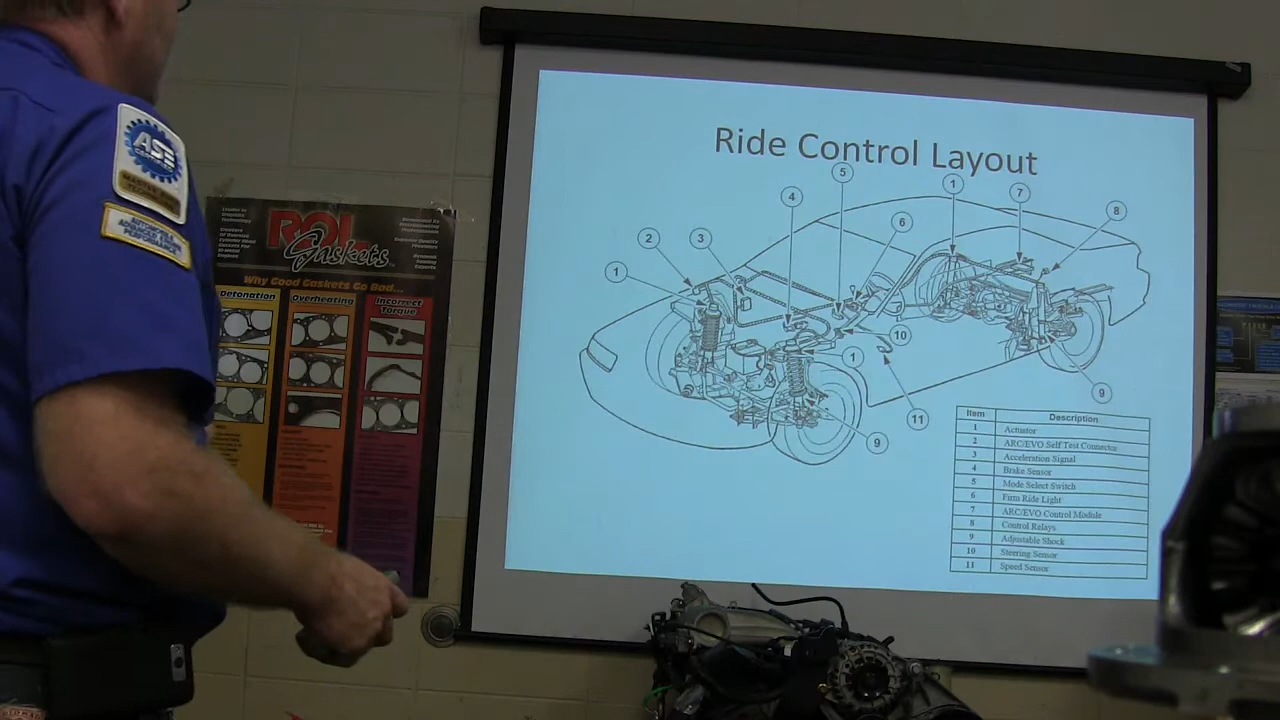 Ride Control Layout
5
1
7
4
8
6
2
3
1
10
1
11
9
9
Item Description
1 Actuator
2 ARC/EVO Self Test Connector
3 Acceleration Signal
4 Brake Sensor
5 Mode Select Switch
6 Firm Ride Light
7 ARC/EVO Control Module
8 Control Relays
9 Adjustable Shock
10 Steering Sensor
11 Speed Sensor
ASE
ROL
Gaskets
Why Good Gaskets Go Bad...
Detonation Overheating Incorrect
Torque